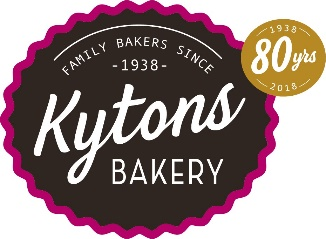 FAMILY BAKERS SINCE
-1938-
Kytons
BAKERY
1938
80yrs
2018